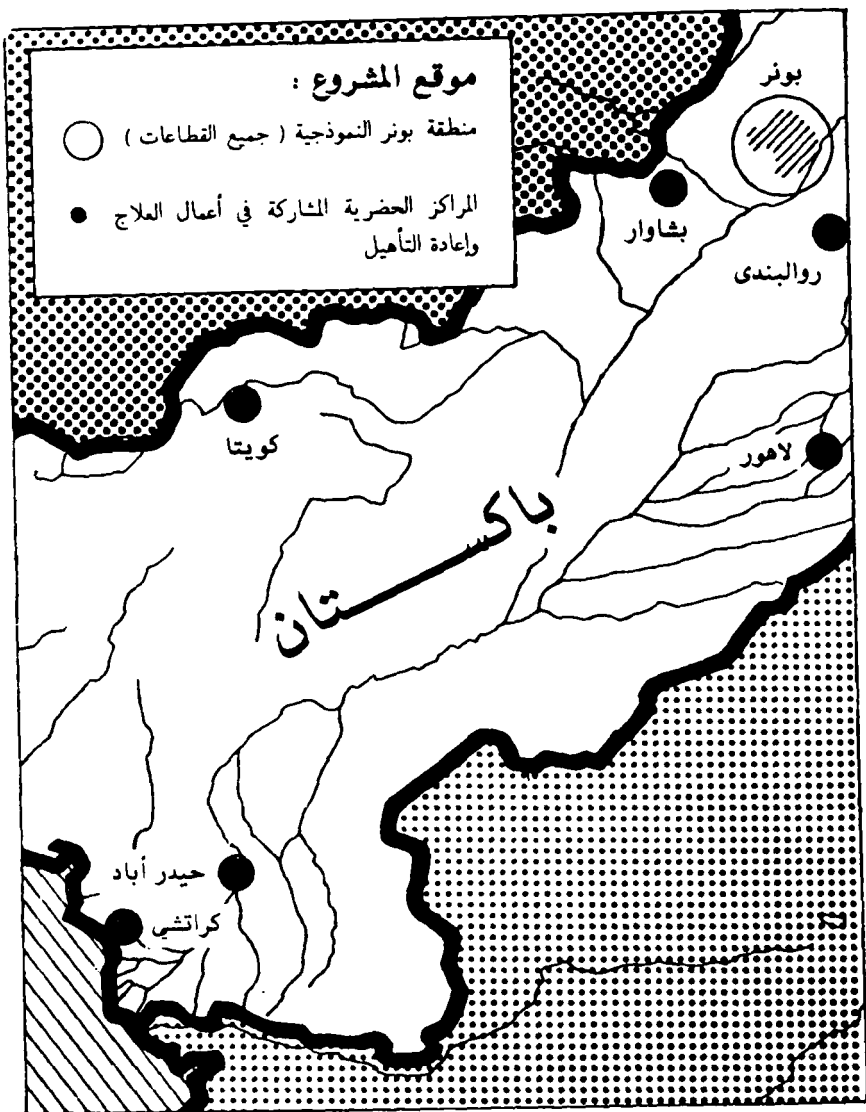 موقع المشروع :
منطقة بونر النموذجية ( جميع القطاعات )
المراكز الحضرية المشاركة في أعمال العلاج
وإعادة التأهيل
بونر
بشاوار
روالبندى
كويتا
لاهور
باكستان
حيدر أباد
كراتشي